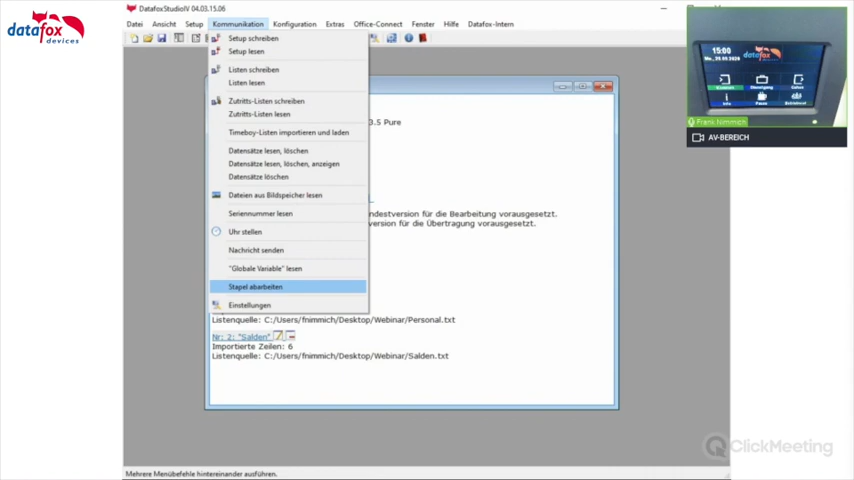 datafox
devices
DatafoxStudioIV 04.03.15.06
Datei Ansicht Setup Kommunikation Konfiguration Extras Office-Connect Fenster Hilfe Datafox-Intern
Setup schreiben
Setup lesen
Listen schreiben
Listen lesen
Zutritts-Listen schreiben
Zutritts-Listen lesen
Timeboy-Listen importieren und laden
Datensätze lesen, löschen
Datensätze lesen, löschen, anzeigen
Datensätze löschen
Dateien aus Bildspeicher lesen
Seriennummer lesen
Uhr stellen
Nachricht senden
"Globale Variable" lesen
Stapel abarbeiten
Einstellungen
3.5 Pure
ndestversion für die Bearbeitung vorausgesetzt.
version für die Übertragung vorausgesetzt.
Listenquelle: C:/Users/fnimmich/Desktop/Webinar/Personal.txt
Nr: 2: "Salden"
Importierte Zeilen: 6
Listenquelle: C:/Users/fnimmich/Desktop/Webinar/Salden.txt
Mehrere Menübefehle hintereinander ausführen.
15:00
datafox
Kommen Dienstgang Gehen
Info Pause
Frank Nimmich
AV-BEREICH
ClickMeeting